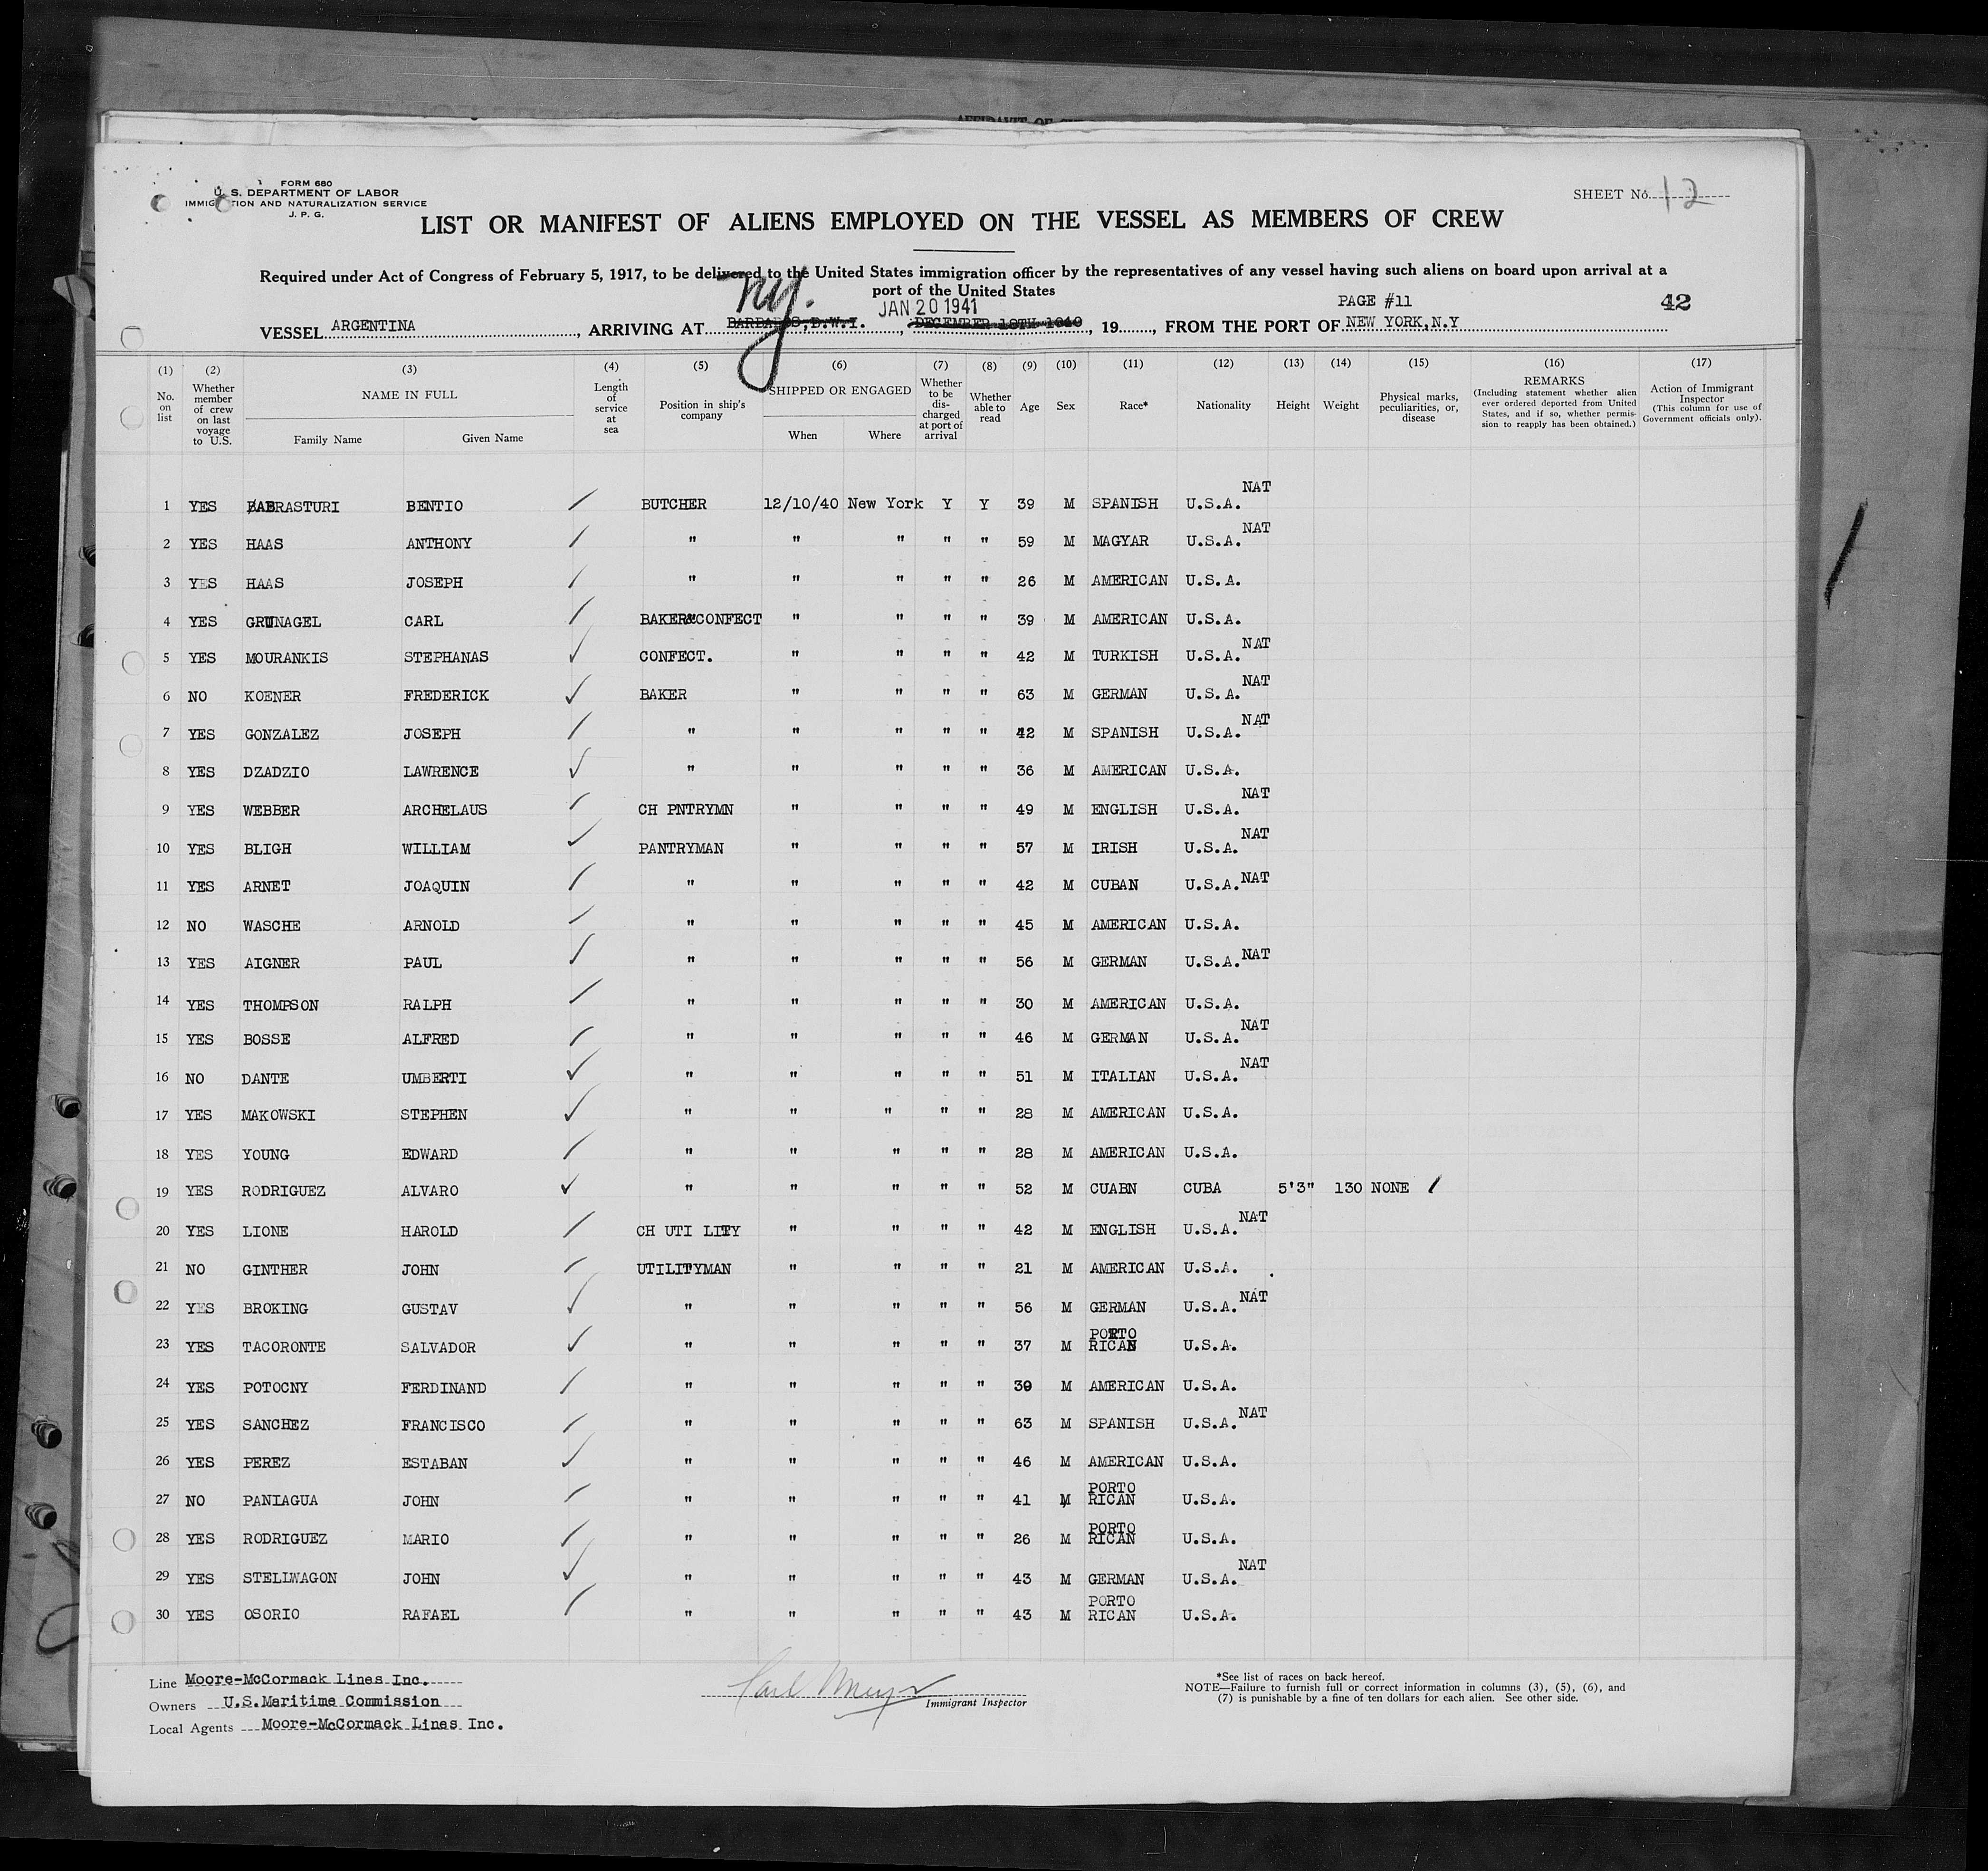 AFFIDAVIT OF
FORM 680
U. S. DEPARTMENT OF LABOR
IMMIGRATION AND NATURALIZATION SERVICE
J. P. G.
SHEET No. 12
LIST OR MANIFEST OF ALIENS EMPLOYED ON THE VESSEL AS MEMBERS OF CREW
Required under Act of Congress of February 5, 1917, to be delivered to the United States immigration officer by the representatives of any vessel having such aliens on board upon arrival at a
port of the United States
PAGE #11 42
VESSEL ARGENTINA, ARRIVING AT BARBADOS, B.W.I. N.Y., DECEMBER 18TH 1940 JAN 20 1941, 19, FROM THE PORT OF NEW YORK, N.Y
(1) (2) (3) (4) (5) (6) (7) (8) (9) (10) (11) (12) (13) (14) (15) (16) (17)
No. on list
Whether member of crew on last voyage to U.S.
NAME IN FULL
Family Name Given Name
Length of service at sea
Position in ship's company
SHIPPED OR ENGAGED
When Where
Whether to be discharged at port of arrival
Whether able to read
Age
Sex
Race*
Nationality
Height
Weight
Physical marks, peculiarities, or, disease
REMARKS
(Including statement whether alien ever ordered deported from United States, and if so, whether permission to reapply has been obtained.)
Action of Immigrant Inspector
(This column for use of Government officials only).
1 YES BABRASTURI BENTIO BUTCHER 12/10/40 New York Y Y 39 M SPANISH U.S.A. NAT
2 YES HAAS ANTHONY " " " " " 59 M MAGYAR U.S.A. NAT
3 YES HAAS JOSEPH " " " " " 26 M AMERICAN U.S.A.
4 YES GRUNAGEL CARL BAKER&CONFECT " " " " 39 M AMERICAN U.S.A.
5 YES MOURANKIS STEPHANAS CONFECT. " " " " 42 M TURKISH U.S.A. NAT
6 NO KOENER FREDERICK BAKER " " " " 63 M GERMAN U.S.A. NAT
7 YES GONZALEZ JOSEPH " " " " " 42 M SPANISH U.S.A. NAT
8 YES DZADZIO LAWRENCE " " " " " 36 M AMERICAN U.S.A.
9 YES WEBBER ARCHELAUS CH PNTRYMN " " " " 49 M ENGLISH U.S.A. NAT
10 YES BLIGH WILLIAM PANTRYMAN " " " " 57 M IRISH U.S.A. NAT
11 YES ARNET JOAQUIN " " " " " 42 M CUBAN U.S.A. NAT
12 NO WASCHE ARNOLD " " " " " 45 M AMERICAN U.S.A.
13 YES AIGNER PAUL " " " " " 56 M GERMAN U.S.A. NAT
14 YES THOMPSON RALPH " " " " " 30 M AMERICAN U.S.A.
15 YES BOSSE ALFRED " " " " " 46 M GERMAN U.S.A. NAT
16 NO DANTE UMBERTI " " " " " 51 M ITALIAN U.S.A. NAT
17 YES MAKOWSKI STEPHEN " " " " " 28 M AMERICAN U.S.A.
18 YES YOUNG EDWARD " " " " " 28 M AMERICAN U.S.A.
19 YES RODRIGUEZ ALVARO " " " " " 52 M CUABN CUBA 5'3" 130 NONE
20 YES LIONE HAROLD CH UTI LITY " " " " 42 M ENGLISH U.S.A. NAT
21 NO GINTHER JOHN UTILITYMAN " " " " 21 M AMERICAN U.S.A.
22 YES BROKING GUSTAV " " " " " 56 M GERMAN U.S.A. NAT
23 YES TACORONTE SALVADOR " " " " " 37 M PORTO RICAN U.S.A.
24 YES POTOCNY FERDINAND " " " " " 39 M AMERICAN U.S.A.
25 YES SANCHEZ FRANCISCO " " " " " 63 M SPANISH U.S.A. NAT
26 YES PEREZ ESTABAN " " " " " 46 M AMERICAN U.S.A.
27 NO PANIAGUA JOHN " " " " " 41 M PORTO RICAN U.S.A.
28 YES RODRIGUEZ MARIO " " " " " 26 M PORTO RICAN U.S.A.
29 YES STELLWAGON JOHN " " " " " 43 M GERMAN U.S.A. NAT
30 YES OSORIO RAFAEL " " " " " 43 M PORTO RICAN U.S.A.
Line Moore-McCormack Lines Inc.
Owners U.S.Maritime Commission
Local Agents Moore-McCormack Lines Inc.
Immigrant Inspector
*See list of races on back hereof.
NOTE—Failure to furnish full or correct information in columns (3), (5), (6), and
(7) is punishable by a fine of ten dollars for each alien. See other side.